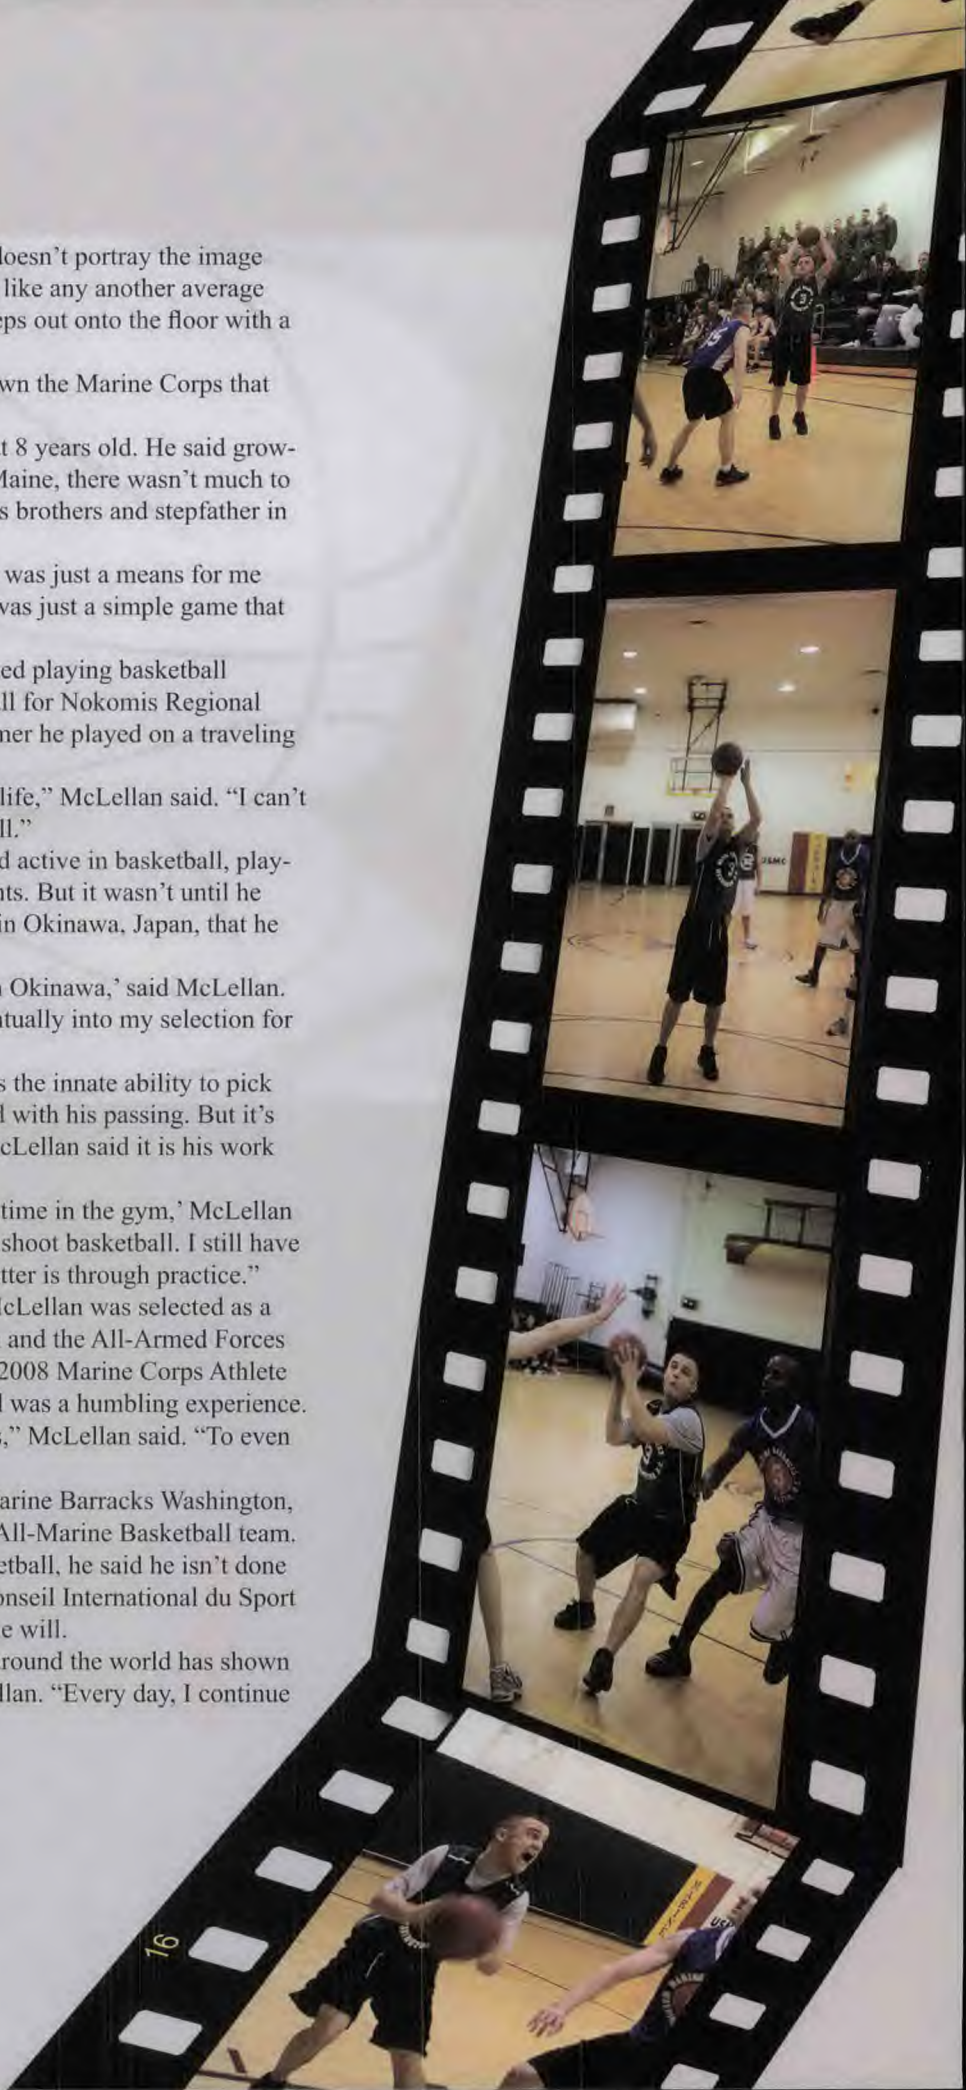 doesn't portray the image
like any another average
eps out onto the floor with a
wn the Marine Corps that
t 8 years old. He said grow-
Maine, there wasn't much to
s brothers and stepfather in
was just a means for me
was just a simple game that
ed playing basketball
ll for Nokomis Regional
mer he played on a traveling
life,” McLellan said. “I can't
ll.”
d active in basketball, play-
nts. But it wasn't until he
in Okinawa, Japan, that he
n Okinawa,' said McLellan.
ntually into my selection for
s the innate ability to pick
d with his passing. But it's
cLellan said it is his work
time in the gym,' McLellan
shoot basketball. I still have
tter is through practice.”
McLellan was selected as a
and the All-Armed Forces
2008 Marine Corps Athlete
d was a humbling experience.
s,” McLellan said. “To even
arine Barracks Washington,
All-Marine Basketball team.
etball, he said he isn't done
onseil International du Sport
e will.
round the world has shown
llan. “Every day, I continue
USMC
16